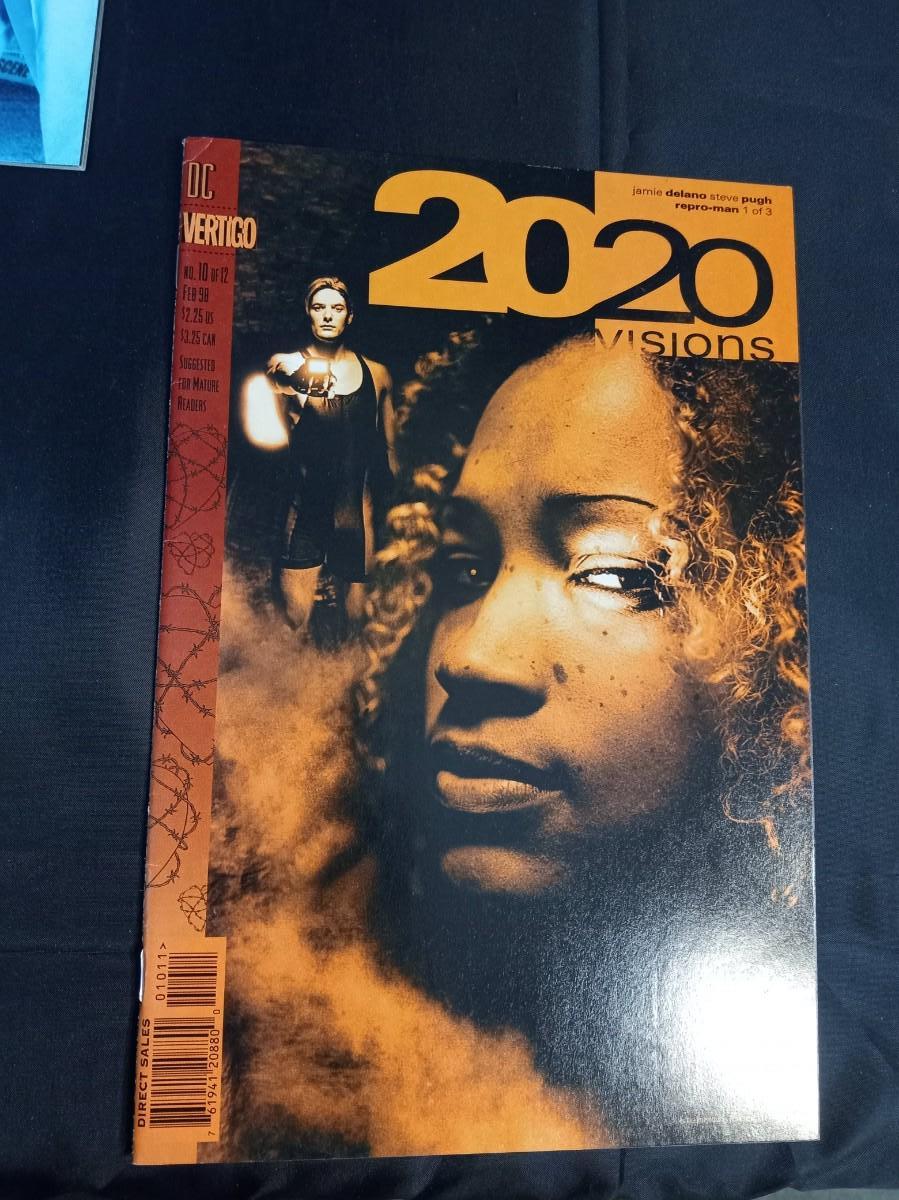 SCENE
DC
VERTIGO
NO. 10 OF 12
FEB 98
$2.25 US
$3.25 CAN
SUGGESTED
FOR MATURE
READERS
jamie delano steve pugh
repro-man 1 of 3
2020
visions
DIRECT SALES
01011>
7 61941 20880 0